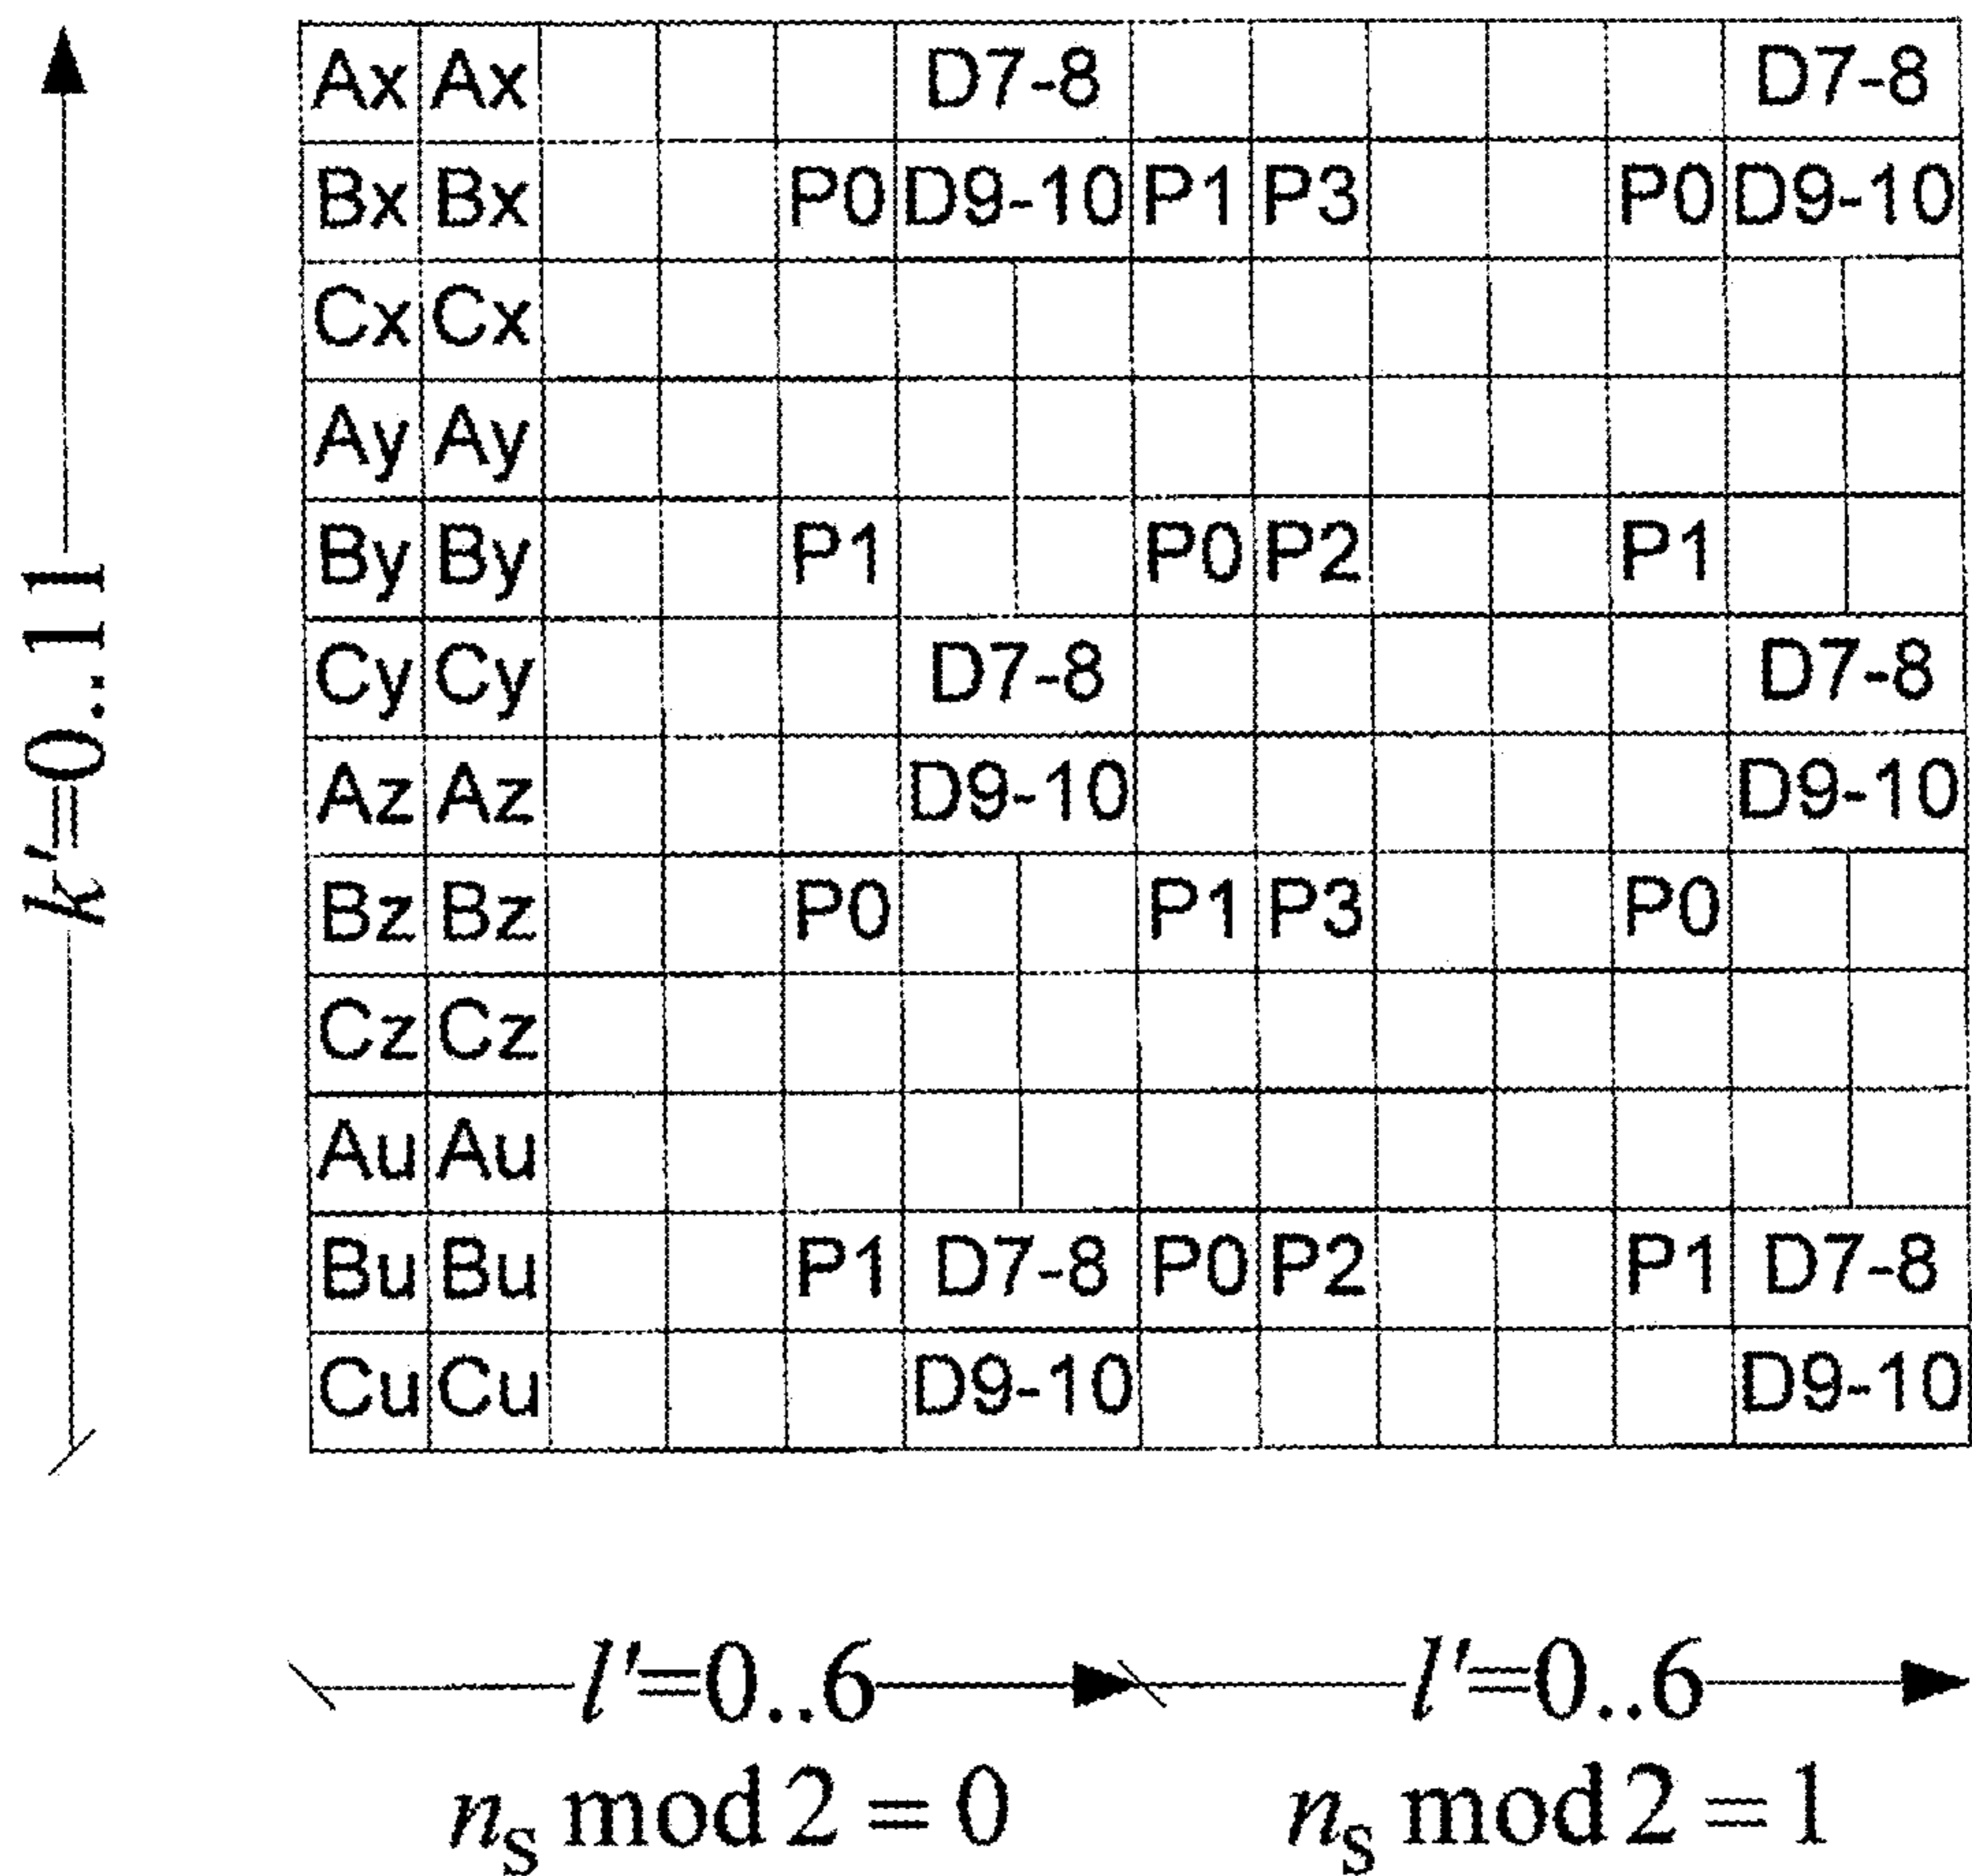 Ax Ax D7-8 D7-8
Bx Bx P0 D9-10 P1 P3 P0 D9-10
Cx Cx
Ay Ay
By By P1 P0 P2 P1
Cy Cy D7-8 D7-8
Az Az D9-10 D9-10
Bz Bz P0 P1 P3 P0
Cz Cz
Au Au
Bu Bu P1 D7-8 P0 P2 P1 D7-8
Cu Cu D9-10 D9-10
k'=0..11
l'=0..6 l'=0..6
nₛ mod 2 = 0 nₛ mod 2 = 1